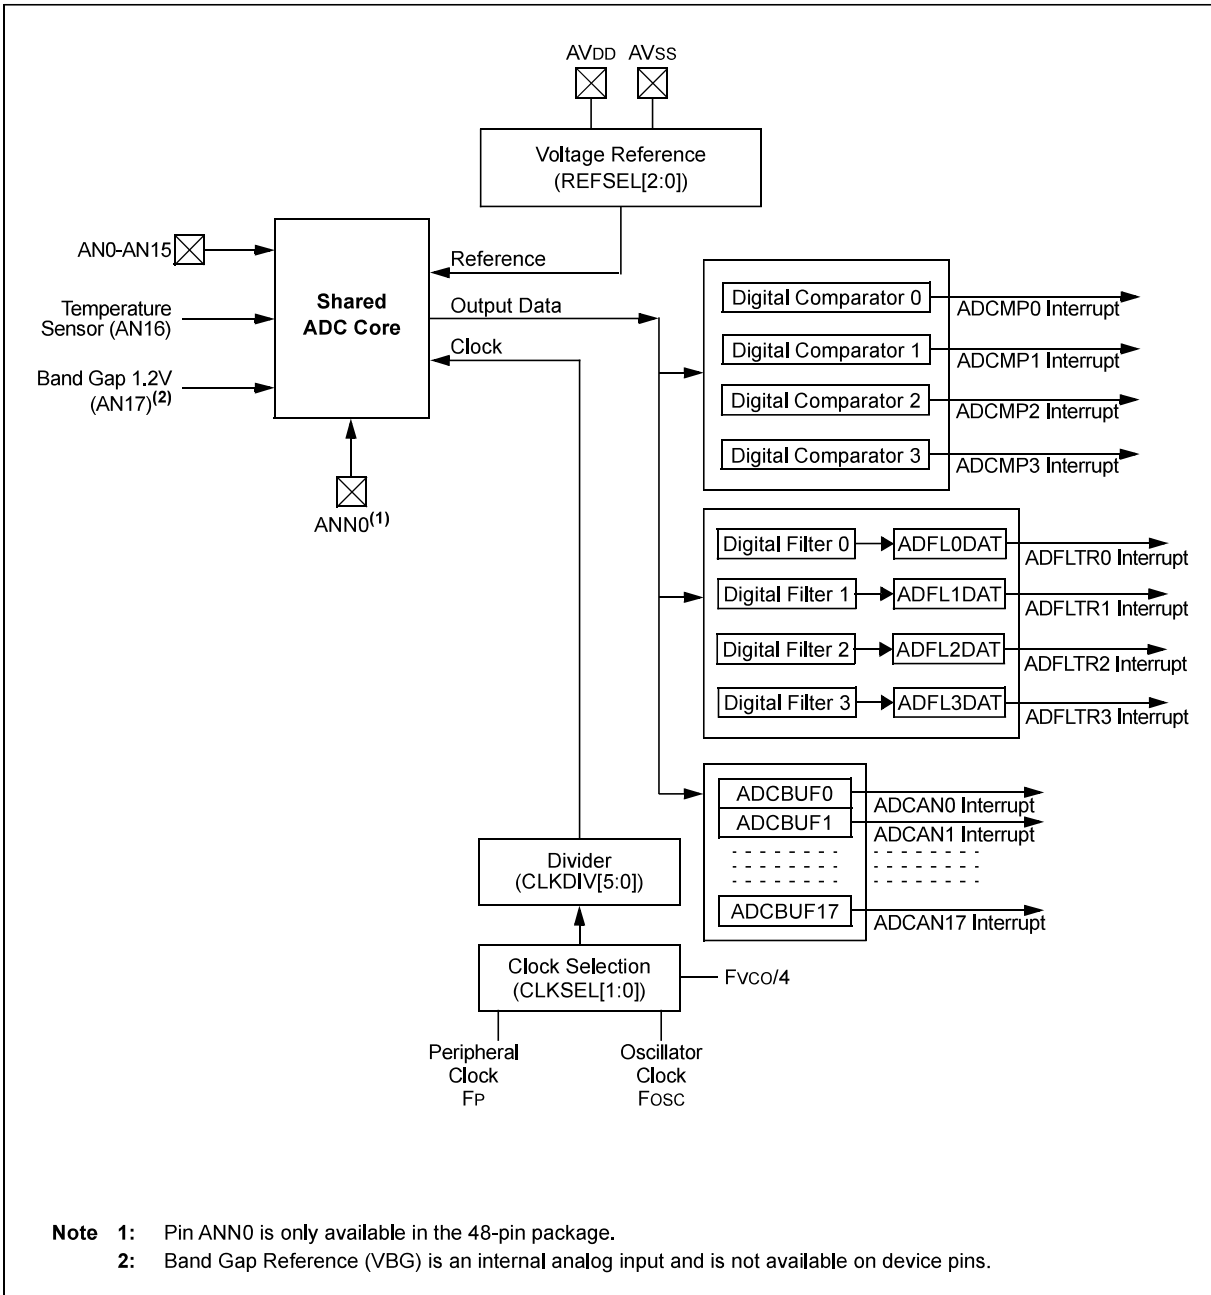 AVDD AVSS
Voltage Reference
(REFSEL[2:0])
AN0-AN15
Temperature
Sensor (AN16)
Band Gap 1.2V
(AN17)(2)
Shared
ADC Core
ANN0(1)
Reference
Output Data
Clock
Digital Comparator 0
ADCMP0 Interrupt
Digital Comparator 1
ADCMP1 Interrupt
Digital Comparator 2
ADCMP2 Interrupt
Digital Comparator 3
ADCMP3 Interrupt
Digital Filter 0 ADFL0DAT
ADFLTR0 Interrupt
Digital Filter 1 ADFL1DAT
ADFLTR1 Interrupt
Digital Filter 2 ADFL2DAT
ADFLTR2 Interrupt
Digital Filter 3 ADFL3DAT
ADFLTR3 Interrupt
ADCBUF0
ADCAN0 Interrupt
ADCBUF1
ADCAN1 Interrupt
ADCBUF17
ADCAN17 Interrupt
Divider
(CLKDIV[5:0])
Clock Selection
(CLKSEL[1:0])
FVCO/4
Peripheral
Clock
FP
Oscillator
Clock
FOSC
Note 1: Pin ANN0 is only available in the 48-pin package.
2: Band Gap Reference (VBG) is an internal analog input and is not available on device pins.